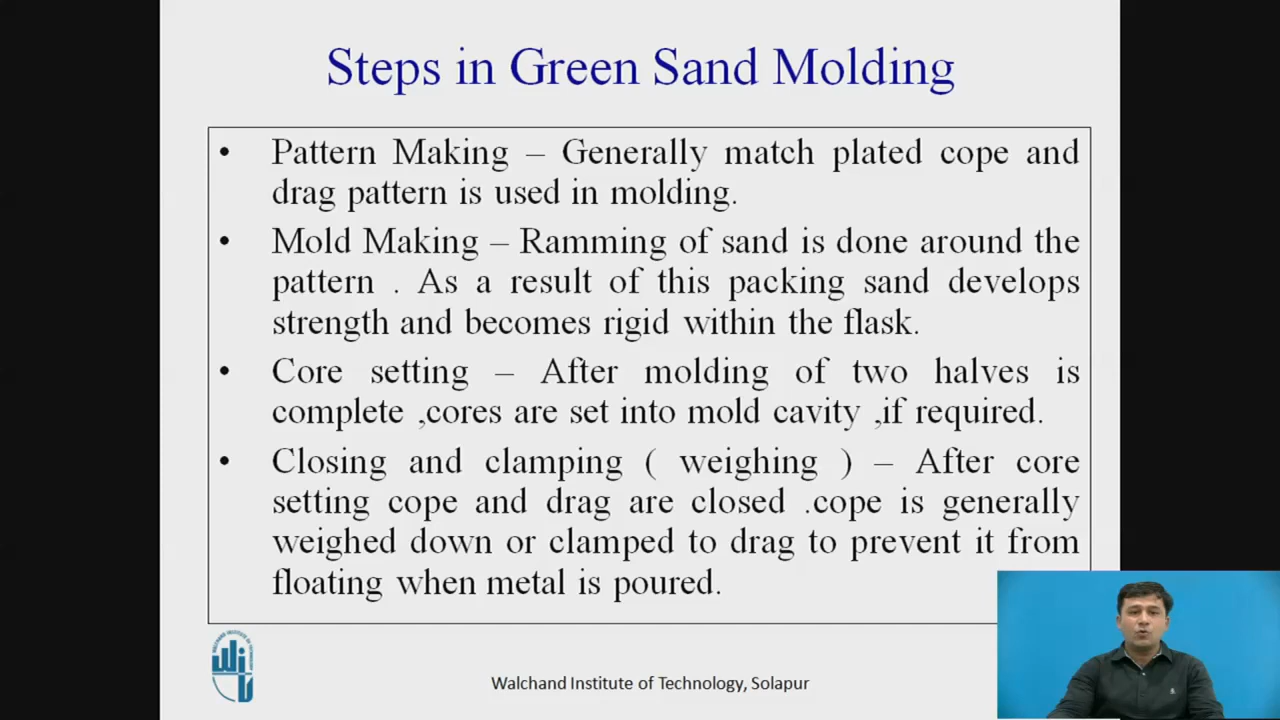 Steps in Green Sand Molding
• Pattern Making – Generally match plated cope and
drag pattern is used in molding.
• Mold Making – Ramming of sand is done around the
pattern . As a result of this packing sand develops
strength and becomes rigid within the flask.
• Core setting – After molding of two halves is
complete ,cores are set into mold cavity ,if required.
• Closing and clamping ( weighing ) – After core
setting cope and drag are closed .cope is generally
weighed down or clamped to drag to prevent it from
floating when metal is poured.
Walchand Institute of Technology, Solapur